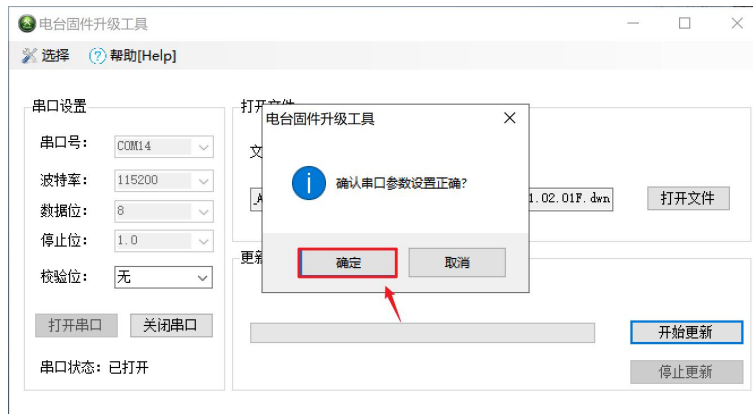 电台固件升级工具
选择 帮助[Help]
串口设置
串口号： COM14
波特率： 115200
数据位： 8
停止位： 1.0
校验位： 无
打开串口 关闭串口
串口状态：已打开
打开文件
文
1.02.01F.dwn 打开文件
电台固件升级工具
确认串口参数设置正确?
确定 取消
更新
开始更新
停止更新